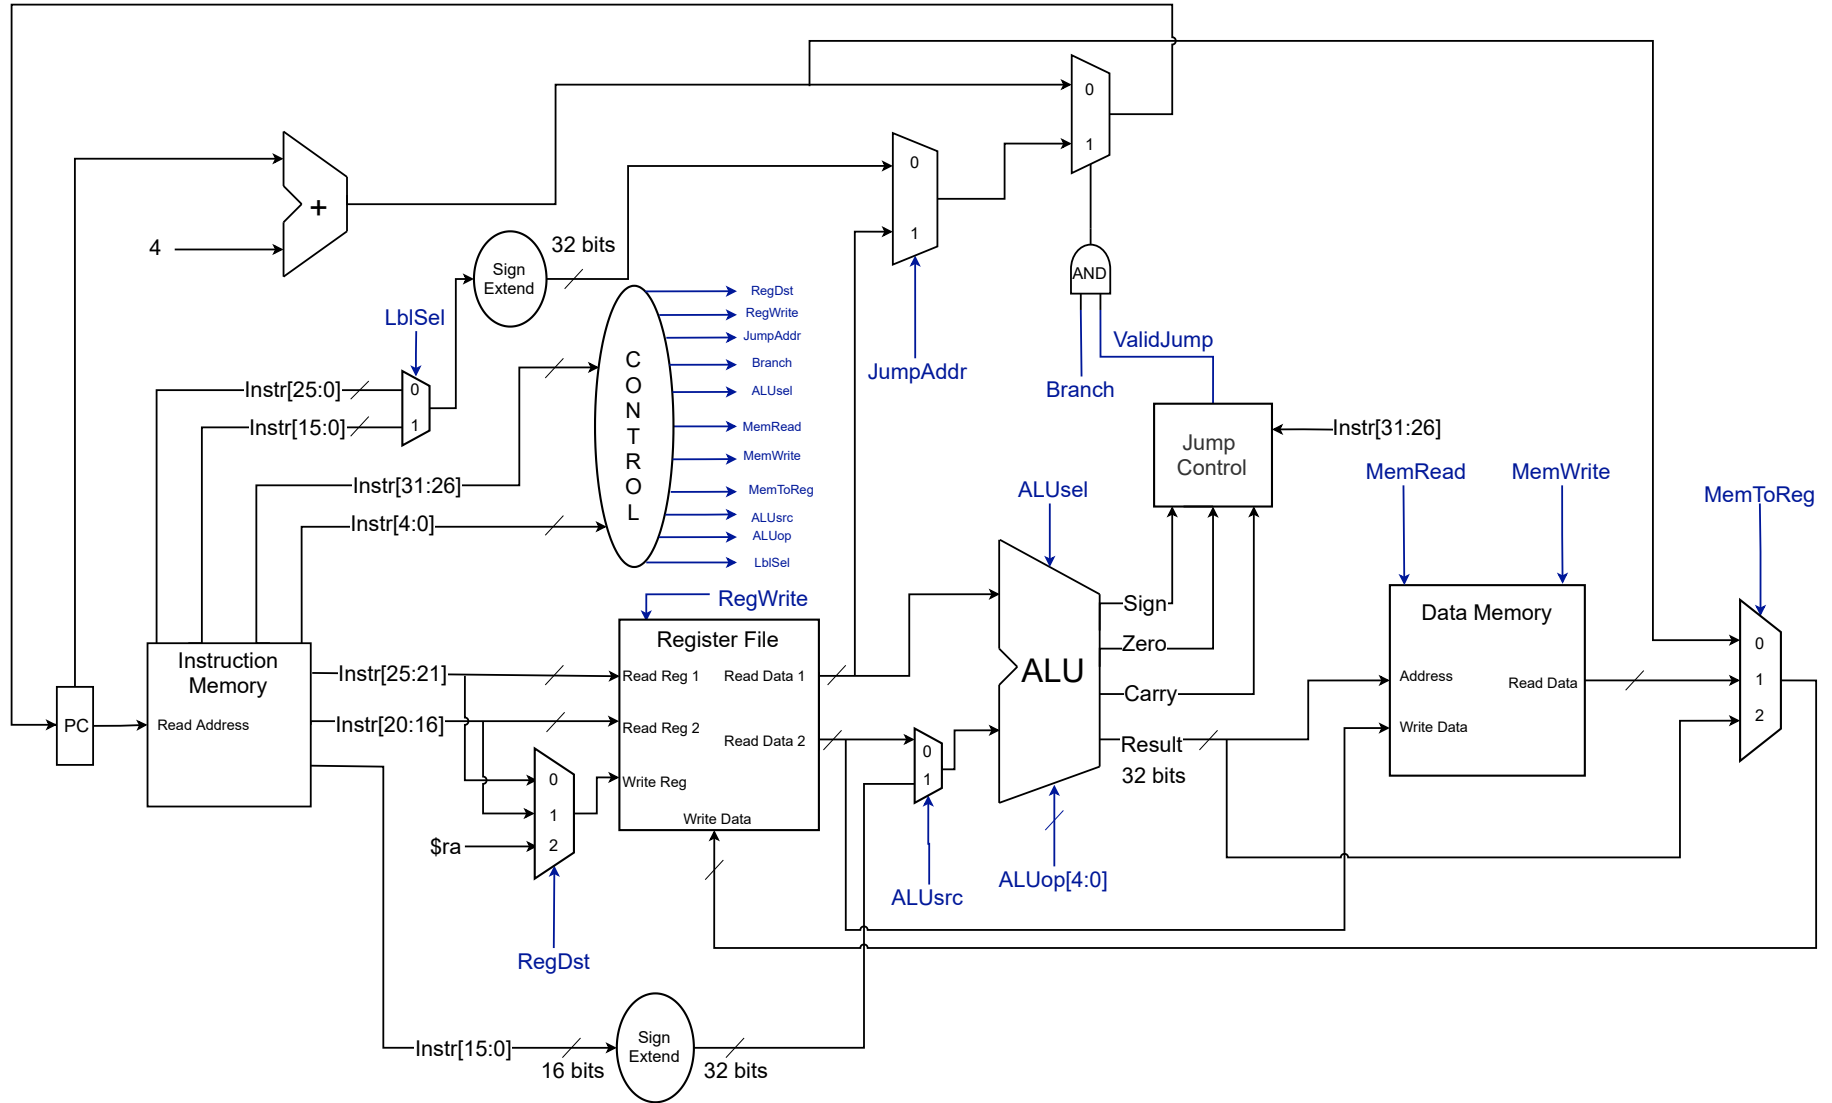 0
1
0
1
+
4
32 bits
Sign
Extend
AND
LblSel
RegDst
RegWrite
JumpAddr
Branch
ALUsel
MemRead
MemWrite
MemToReg
ALUsrc
ALUop
LblSel
C
O
N
T
R
O
L
ValidJump
JumpAddr
Branch
Instr[25:0]
0
Instr[15:0]
1
Instr[31:26]
Instr[4:0]
Jump
Control
Instr[31:26]
MemRead
MemWrite
MemToReg
ALUsel
RegWrite
Instruction
Memory
Read Address
PC
Instr[25:21]
Instr[20:16]
Register File
Read Reg 1
Read Data 1
Read Reg 2
Read Data 2
Write Reg
Write Data
0
1
2
$ra
RegDst
0
1
ALUsrc
ALU
Sign
Zero
Carry
Result
32 bits
ALUop[4:0]
Data Memory
Address
Read Data
Write Data
0
1
2
Instr[15:0]
16 bits
Sign
Extend
32 bits